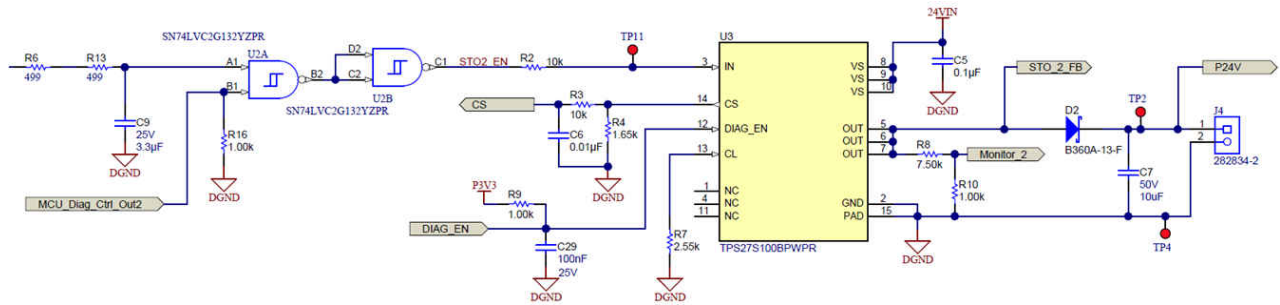 R6
499
R13
499
SN74LVC2G132YZPR
U2A
A1
B1
B2
D2
C2
C1
SN74LVC2G132YZPR
U2B
STO2_EN
R2
10k
TP11
C9
25V
3.3µF
DGND
R16
1.00k
DGND
MCU_Diag_Ctrl_Out2
CS
R3
10k
C6
0.01µF
R4
1.65k
DGND
P3V3
R9
1.00k
DIAG_EN
C29
100nF
25V
DGND
R7
2.55k
DGND
U3
3
IN
14
CS
12
DIAG_EN
13
CL
1
NC
4
NC
11
NC
VS
8
VS
9
VS
10
OUT
5
OUT
6
OUT
7
GND
2
PAD
15
TPS27S100BPWPR
24VIN
C5
0.1µF
DGND
STO_2_FB
P24V
D2
B360A-13-F
TP2
J4
1
2
282834-2
R8
7.50k
Monitor_2
R10
1.00k
C7
50V
10uF
DGND
TP4